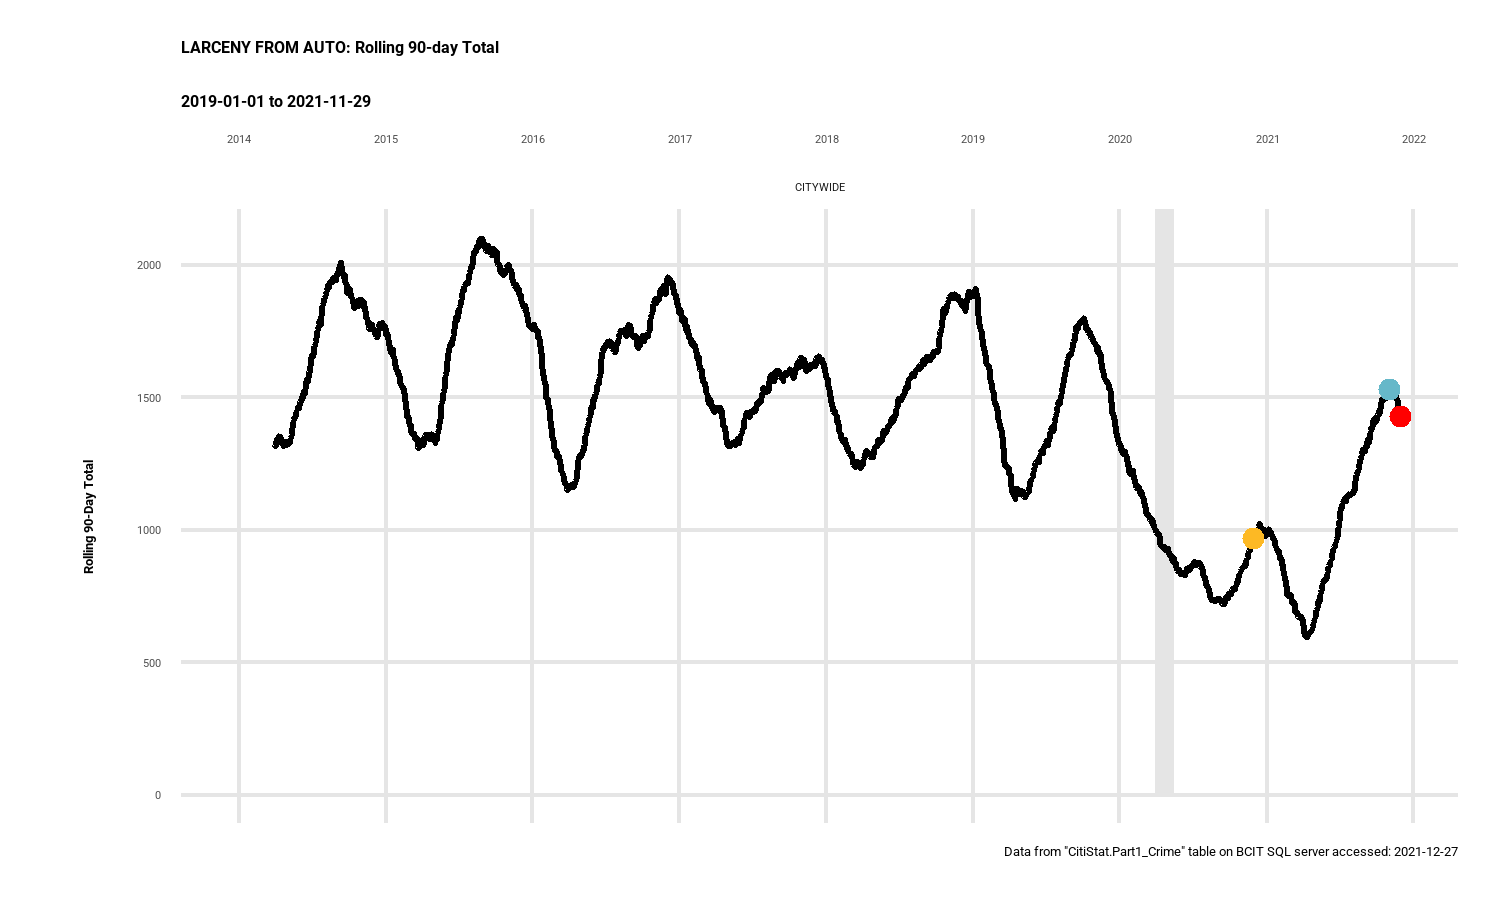 LARCENY FROM AUTO: Rolling 90-day Total
2019-01-01 to 2021-11-29
2014 2015 2016 2017 2018 2019 2020 2021 2022
CITYWIDE
2000
1500
1000
500
0
Rolling 90-Day Total
Data from "CitiStat.Part1_Crime" table on BCIT SQL server accessed: 2021-12-27